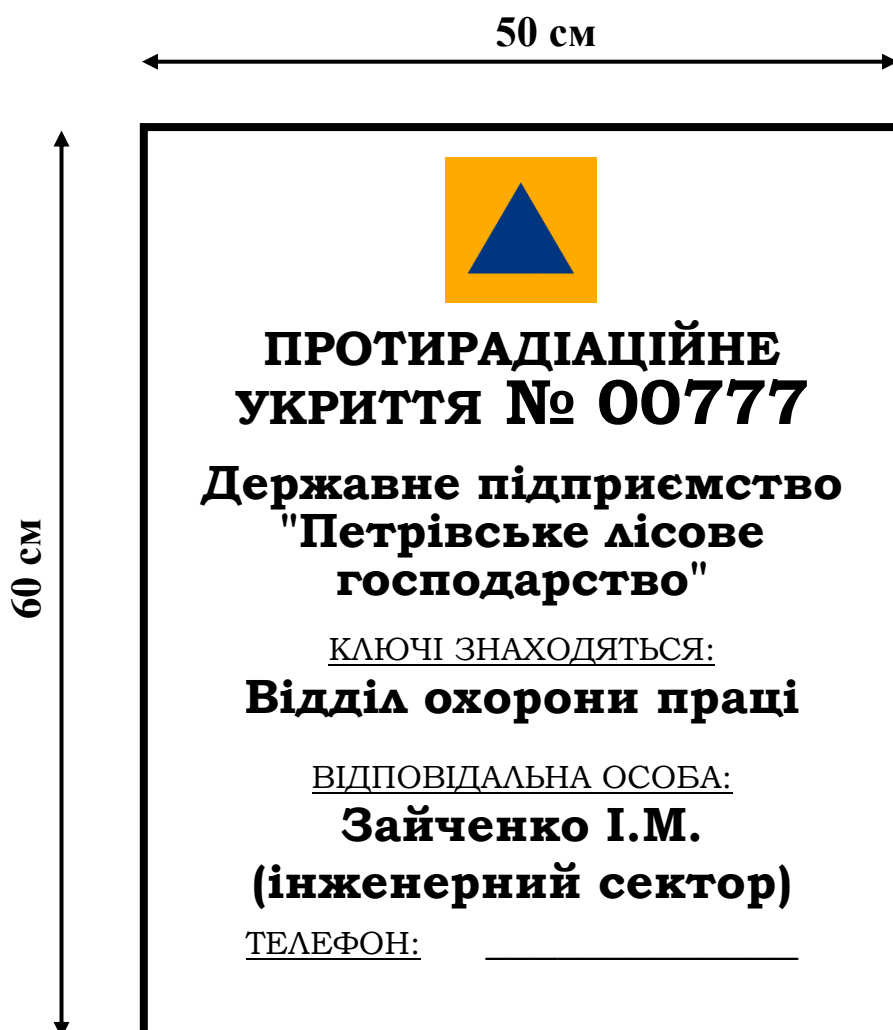 50 см
60 см
ПРОТИРАДІАЦІЙНЕ
УКРИТТЯ № 00777
Державне підприємство
"Петрівське лісове
господарство"
КЛЮЧІ ЗНАХОДЯТЬСЯ:
Відділ охорони праці
ВІДПОВІДАЛЬНА ОСОБА:
Зайченко І.М.
(інженерний сектор)
ТЕЛЕФОН: ____________________